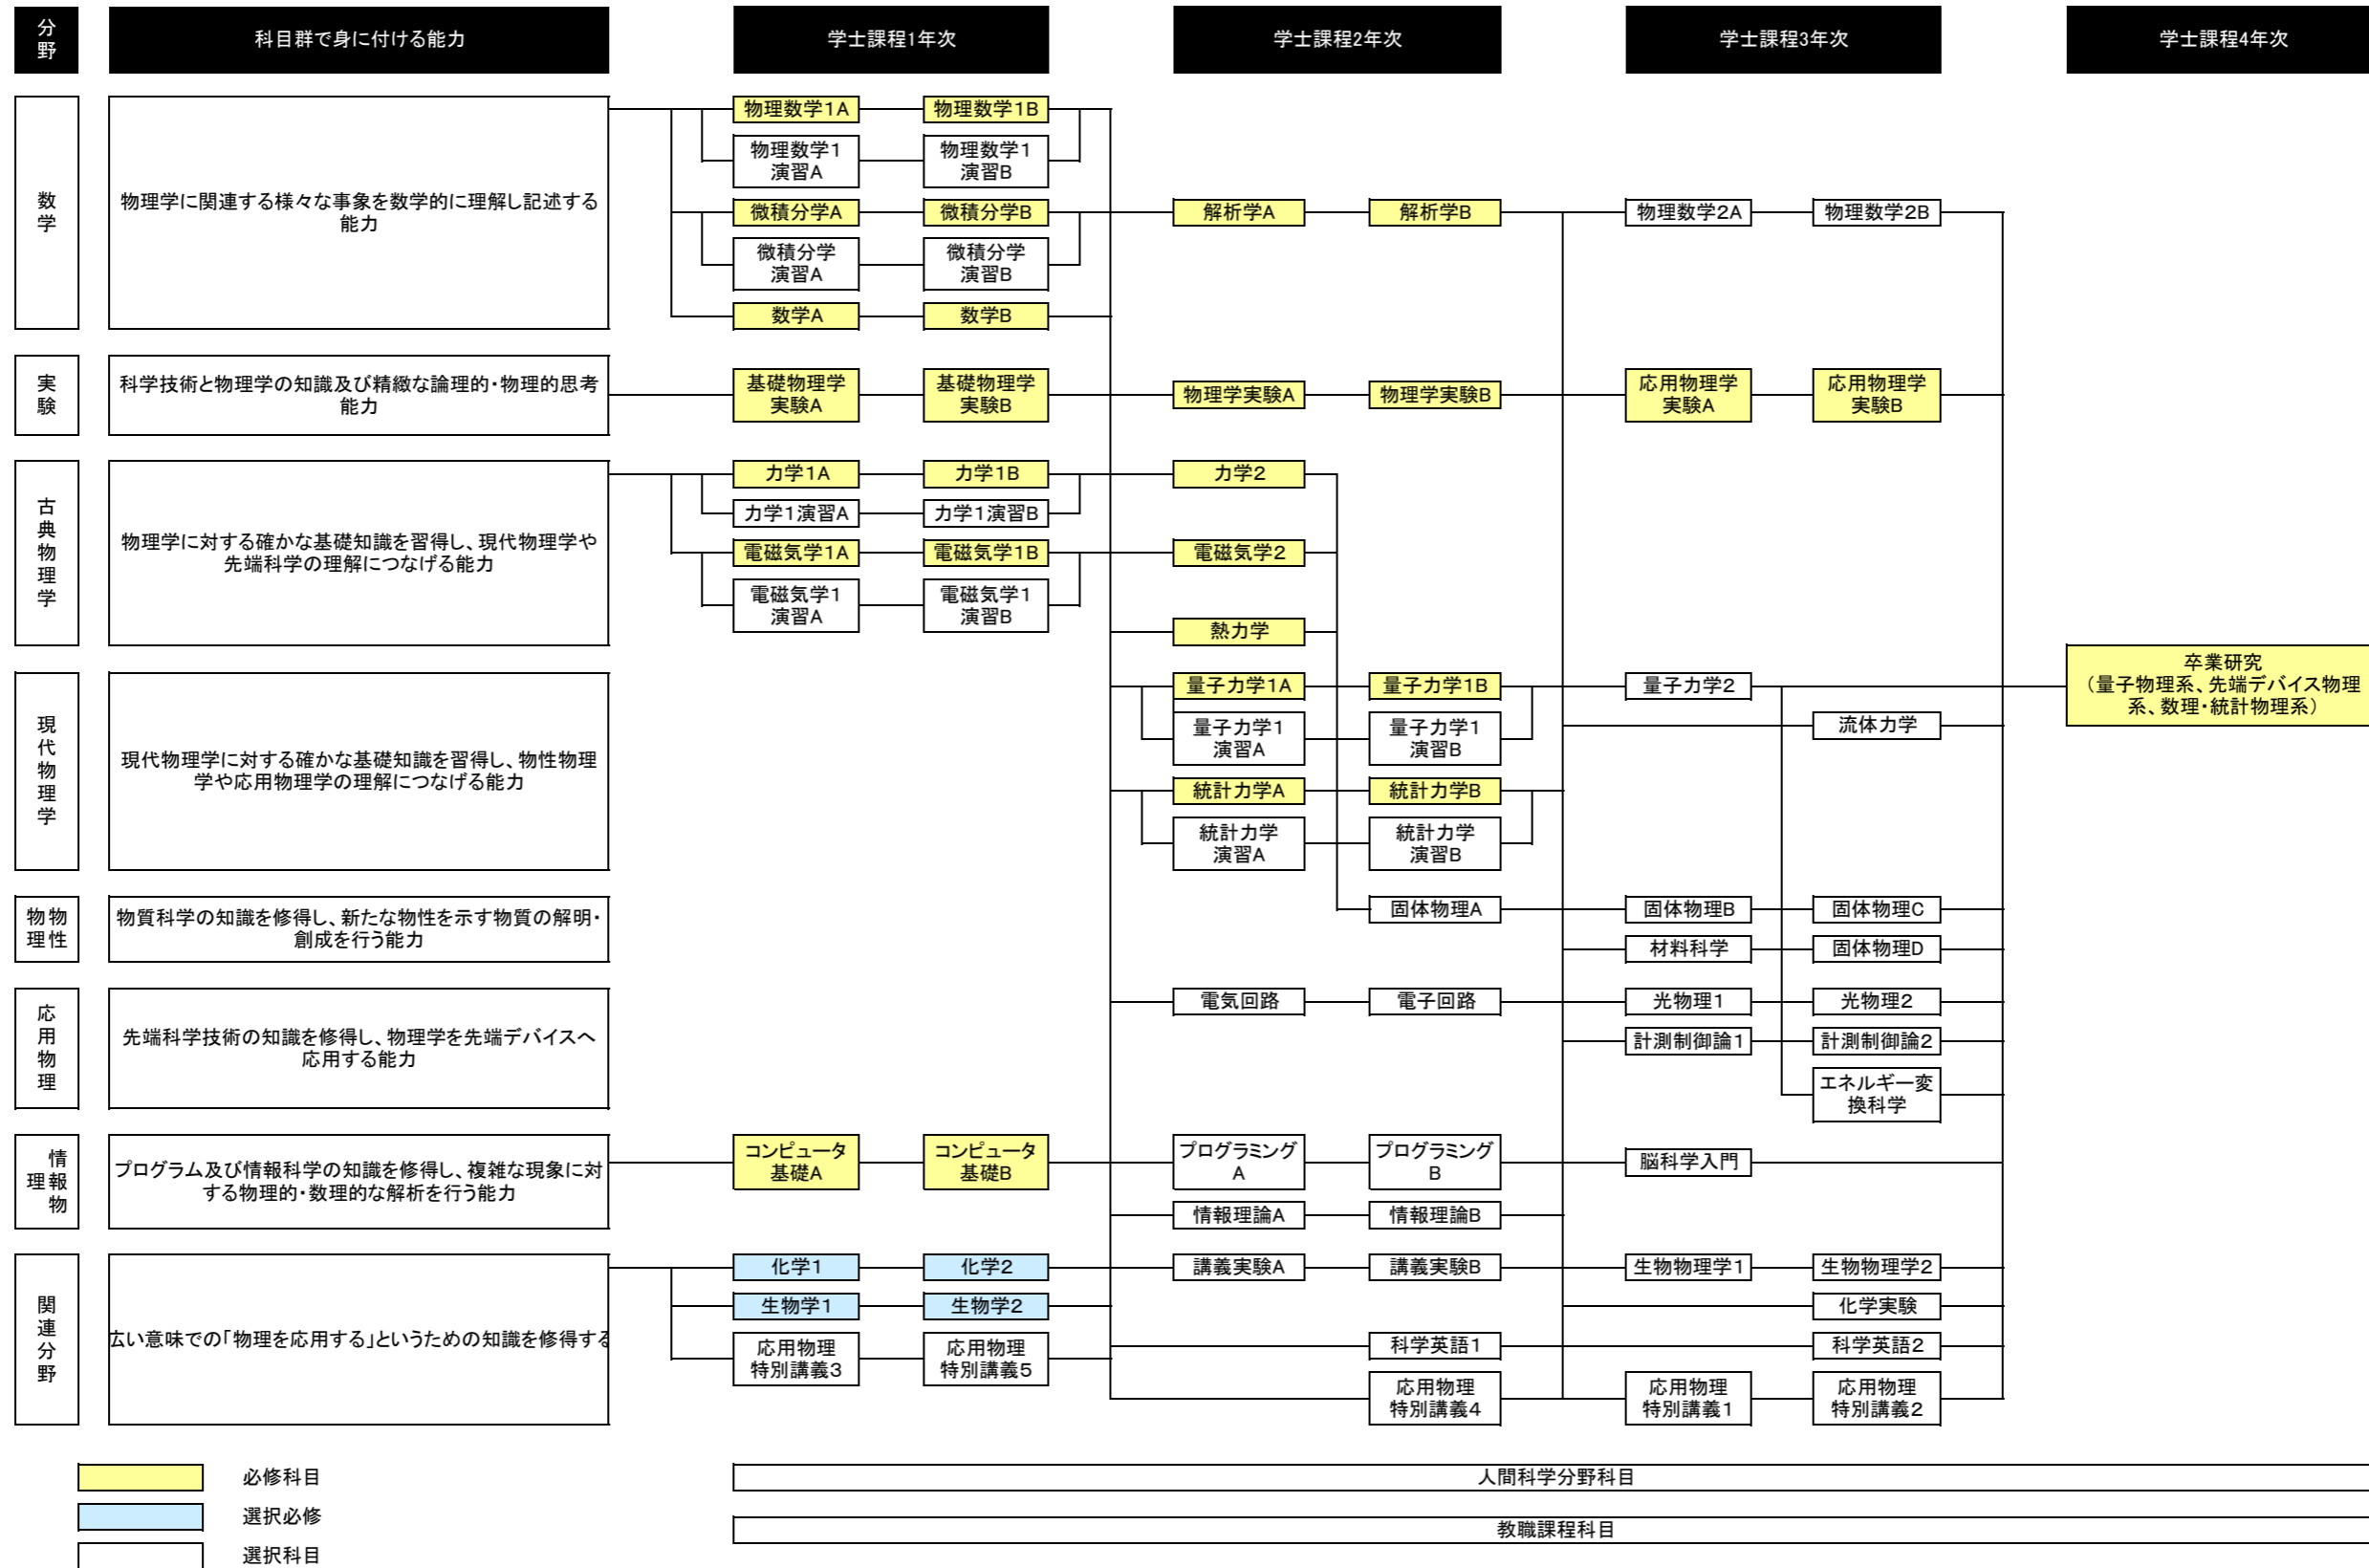 分野
科目群で身に付ける能力
学士課程1年次
学士課程2年次
学士課程3年次
学士課程4年次
数学
物理学に関連する様々な事象を数学的に理解し記述する
能力
物理数学1A
物理数学1B
物理数学1
演習A
物理数学1
演習B
微積分学A
微積分学B
解析学A
解析学B
物理数学2A
物理数学2B
微積分学
演習A
微積分学
演習B
数学A
数学B
実験
科学技術と物理学の知識及び精緻な論理的・物理的思考
能力
基礎物理学
実験A
基礎物理学
実験B
物理学実験A
物理学実験B
応用物理学
実験A
応用物理学
実験B
古典物理学
物理学に対する確かな基礎知識を習得し、現代物理学や
先端科学の理解につなげる能力
力学1A
力学1B
力学2
力学1演習A
力学1演習B
電磁気学1A
電磁気学1B
電磁気学2
電磁気学1
演習A
電磁気学1
演習B
熱力学
現代物理学
現代物理学に対する確かな基礎知識を習得し、物性物理
学や応用物理学の理解につなげる能力
量子力学1A
量子力学1B
量子力学2
卒業研究
（量子物理系、先端デバイス物理
系、数理・統計物理系）
量子力学1
演習A
量子力学1
演習B
流体力学
統計力学A
統計力学B
統計力学
演習A
統計力学
演習B
物性物理
物質科学の知識を修得し、新たな物性を示す物質の解明・
創成を行う能力
固体物理A
固体物理B
固体物理C
材料科学
固体物理D
応用物理
先端科学技術の知識を修得し、物理学を先端デバイスへ
応用する能力
電気回路
電子回路
光物理1
光物理2
計測制御論1
計測制御論2
エネルギー変
換科学
情報物理
プログラム及び情報科学の知識を修得し、複雑な現象に対
する物理的・数理的な解析を行う能力
コンピュータ
基礎A
コンピュータ
基礎B
プログラミング
A
プログラミング
B
脳科学入門
情報理論A
情報理論B
関連分野
広い意味での「物理を応用する」というための知識を修得する
化学1
化学2
講義実験A
講義実験B
生物物理学1
生物物理学2
生物学1
生物学2
化学実験
応用物理
特別講義3
応用物理
特別講義5
科学英語1
科学英語2
応用物理
特別講義4
応用物理
特別講義1
応用物理
特別講義2
必修科目
選択必修
選択科目
人間科学分野科目
教職課程科目